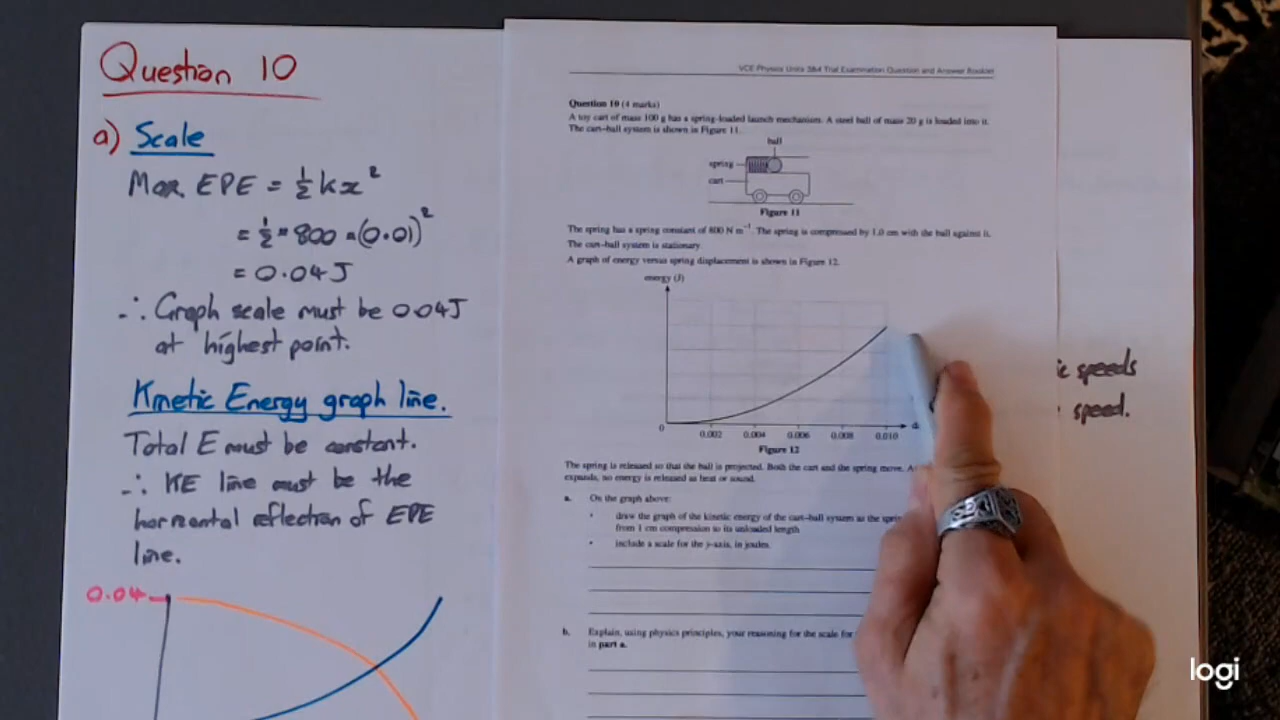 Question 10
a) Scale
Max. EPE = ½kx²
= ½ × 800 × (0.01)²
= 0.04J
∴ Graph scale must be 0.04J
at highest point.
Kinetic Energy graph line.
Total E must be constant.
∴ KE line must be the
horizontal reflection of EPE
line.
0.04
VCE Physics Units 3&4 Trial Examination Question and Answer Booklet
Question 10 (4 marks)
A toy cart of mass 100 g has a spring-loaded launch mechanism. A steel ball of mass 20 g is loaded into it.
The cart–ball system is shown in Figure 11.
ball
spring
cart
Figure 11
The spring has a spring constant of 800 N m⁻¹. The spring is compressed by 1.0 cm with the ball against it.
The cart–ball system is stationary.
A graph of energy versus spring displacement is shown in Figure 12.
energy (J)
0
0.002 0.004 0.006 0.008 0.010
Figure 12
The spring is released so that the ball is projected. Both the cart and the spring move.
expands, no energy is released as heat or sound.
a. On the graph above:
• draw the graph of the kinetic energy of the cart–ball system as the
from 1 cm compression to its unloaded length
• include a scale for the y-axis, in joules.
b. Explain, using physics principles, your reasoning for the scale for
in part a.
speeds
speed.
logi